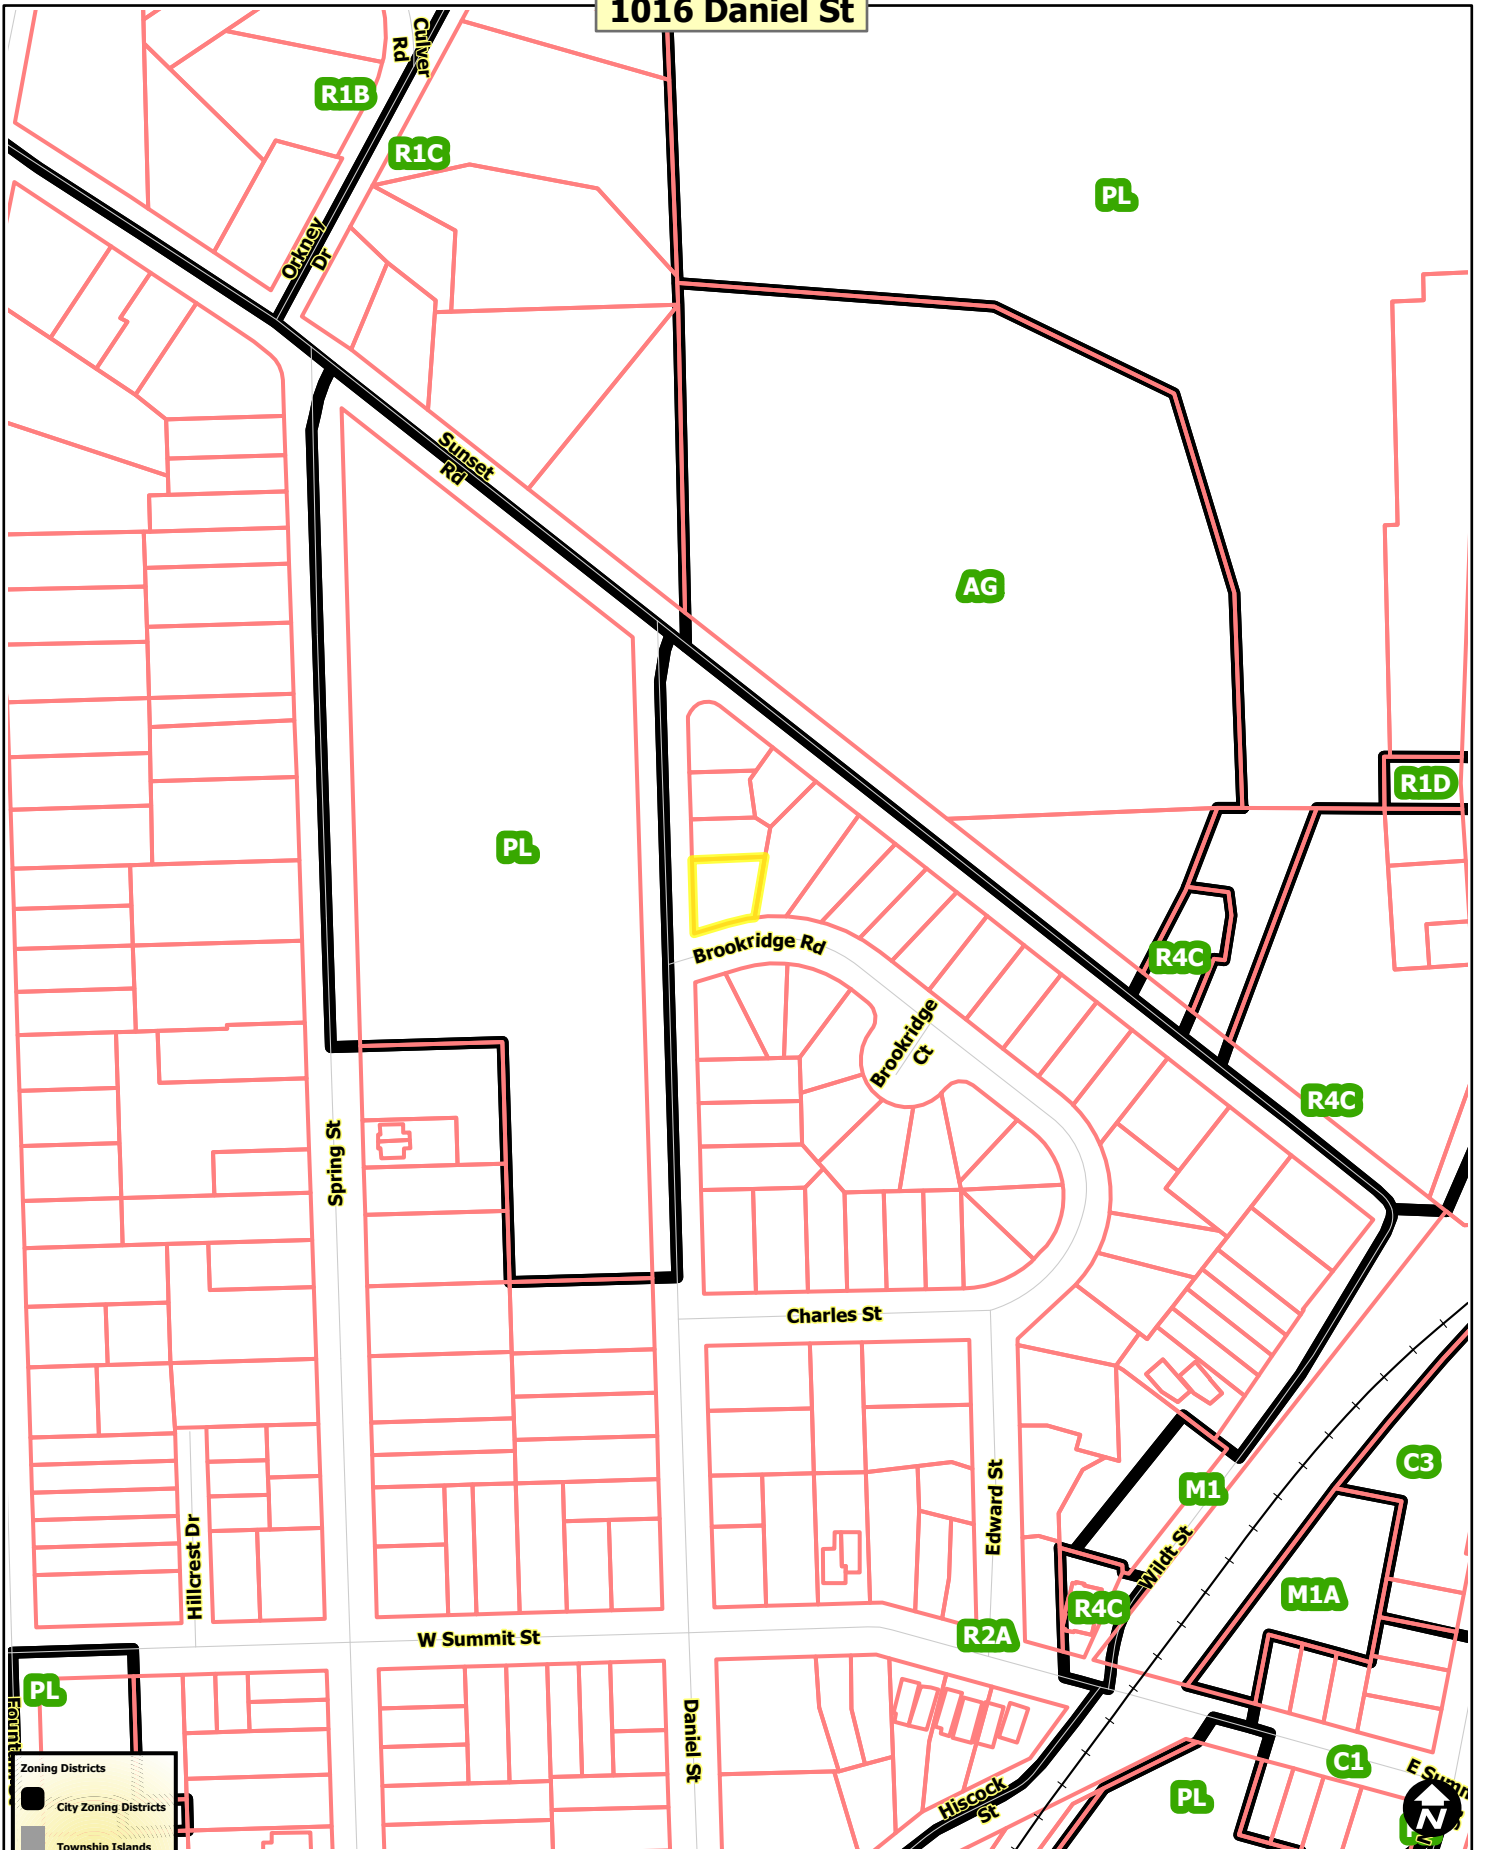 1016 Daniel St
Culver
Rd
R1B
R1C
PL
Orkney
Dr
Sunset
Rd
AG
R1D
PL
Brookridge Rd
R4C
Brookridge
Ct
R4C
Spring St
Charles St
C3
M1
Edward St
Hillcrest Dr
Wildt St
M1A
R4C
R2A
W Summit St
PL
Daniel St
C1
Hiscock
St
PL
E Summ
Zoning Districts
City Zoning Districts
Township Islands
N